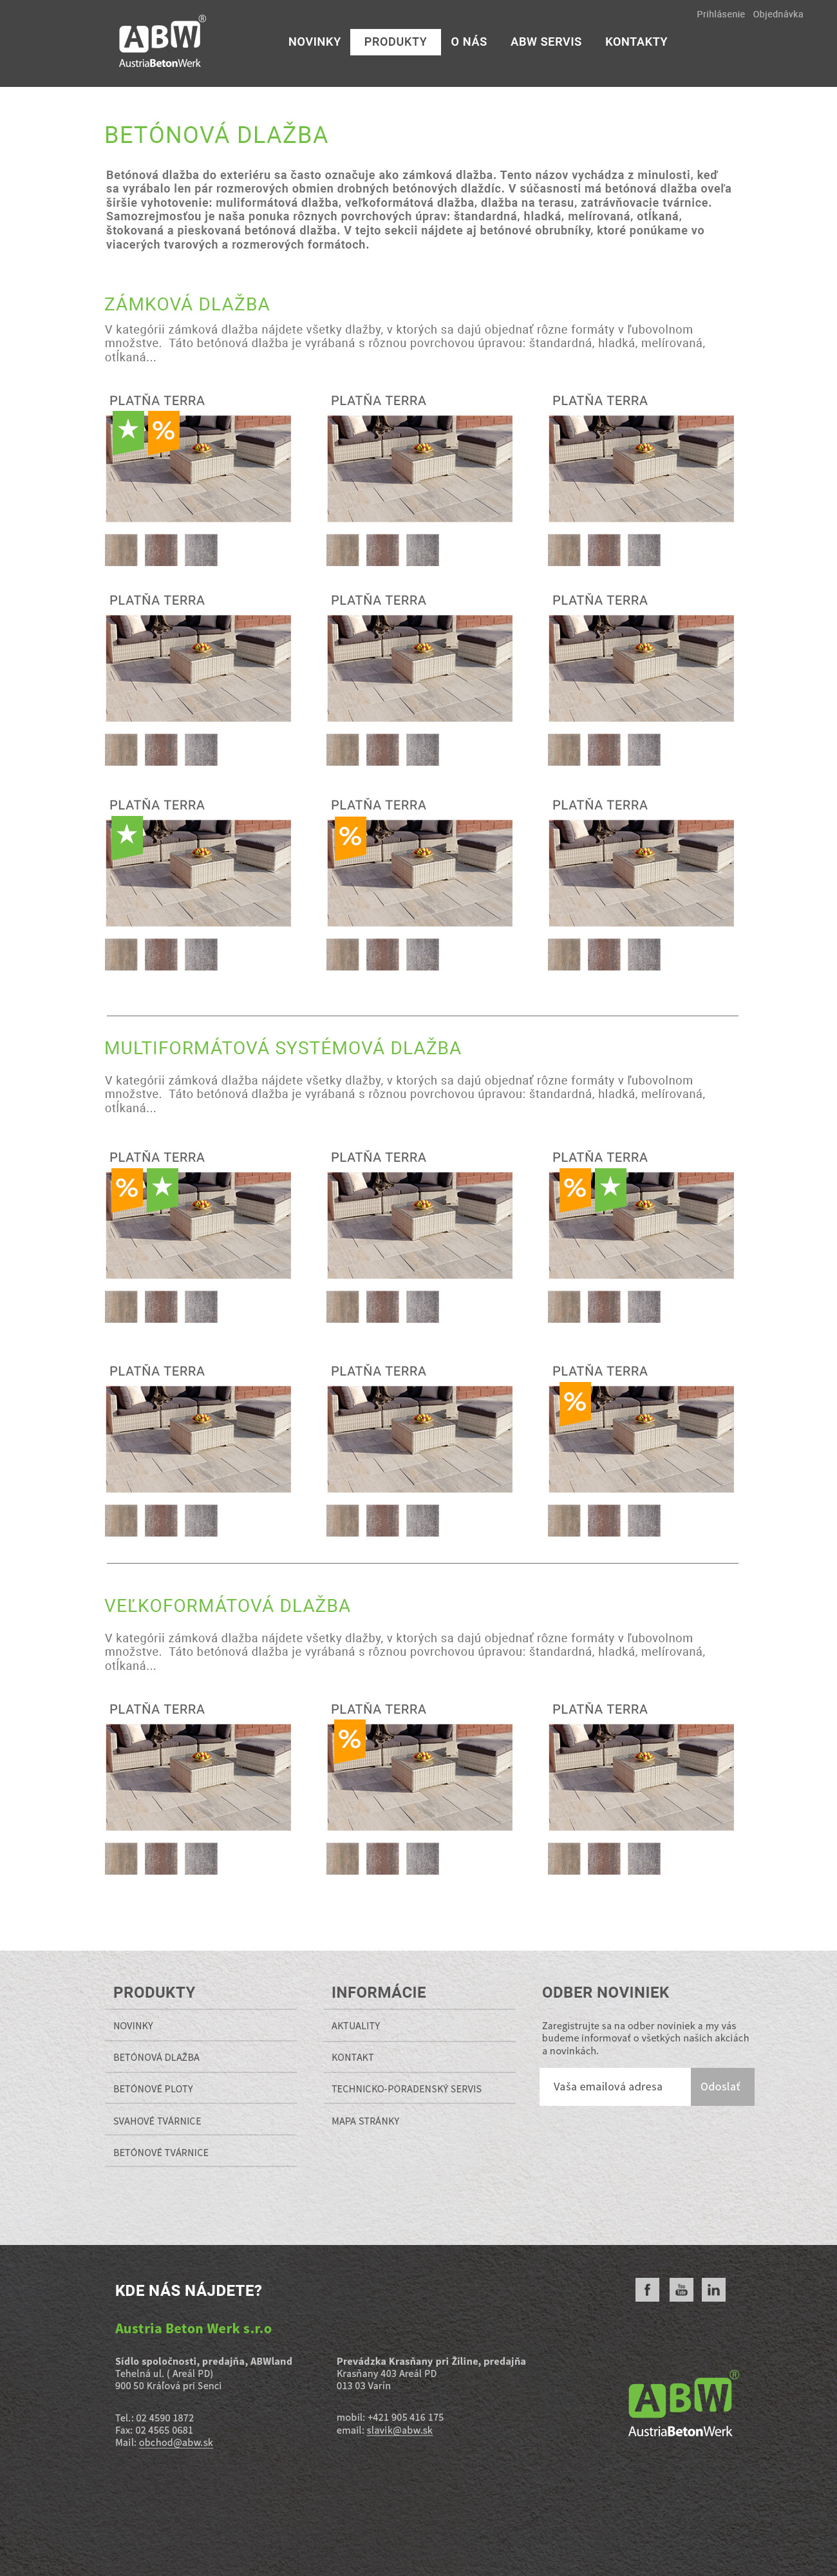 Prihlásenie Objednávka
ABW®
AustriaBetonWerk
NOVINKY PRODUKTY O NÁS ABW SERVIS KONTAKTY
BETÓNOVÁ DLAŽBA
Betónová dlažba do exteriéru sa často označuje ako zámková dlažba. Tento názov vychádza z minulosti, keď
sa vyrábalo len pár rozmerových obmien drobných betónových dlaždíc. V súčasnosti má betónová dlažba oveľa
širšie vyhotovenie: muliformátová dlažba, veľkoformátová dlažba, dlažba na terasu, zatrávňovacie tvárnice.
Samozrejmosťou je naša ponuka rôznych povrchových úprav: štandardná, hladká, melírovaná, otĺkaná,
štokovaná a pieskovaná betónová dlažba. V tejto sekcii nájdete aj betónové obrubníky, ktoré ponúkame vo
viacerých tvarových a rozmerových formátoch.
ZÁMKOVÁ DLAŽBA
V kategórii zámková dlažba nájdete všetky dlažby, v ktorých sa dajú objednať rôzne formáty v ľubovolnom
množstve.  Táto betónová dlažba je vyrábaná s rôznou povrchovou úpravou: štandardná, hladká, melírovaná,
otĺkaná...
PLATŇA TERRA PLATŇA TERRA PLATŇA TERRA
%
PLATŇA TERRA PLATŇA TERRA PLATŇA TERRA
PLATŇA TERRA PLATŇA TERRA PLATŇA TERRA
%
MULTIFORMÁTOVÁ SYSTÉMOVÁ DLAŽBA
V kategórii zámková dlažba nájdete všetky dlažby, v ktorých sa dajú objednať rôzne formáty v ľubovolnom
množstve.  Táto betónová dlažba je vyrábaná s rôznou povrchovou úpravou: štandardná, hladká, melírovaná,
otĺkaná...
PLATŇA TERRA PLATŇA TERRA PLATŇA TERRA
% %
PLATŇA TERRA PLATŇA TERRA PLATŇA TERRA
%
VEĽKOFORMÁTOVÁ DLAŽBA
V kategórii zámková dlažba nájdete všetky dlažby, v ktorých sa dajú objednať rôzne formáty v ľubovolnom
množstve.  Táto betónová dlažba je vyrábaná s rôznou povrchovou úpravou: štandardná, hladká, melírovaná,
otĺkaná...
PLATŇA TERRA PLATŇA TERRA PLATŇA TERRA
%
PRODUKTY
NOVINKY
BETÓNOVÁ DLAŽBA
BETÓNOVÉ PLOTY
SVAHOVÉ TVÁRNICE
BETÓNOVÉ TVÁRNICE
INFORMÁCIE
AKTUALITY
KONTAKT
TECHNICKO-PORADENSKÝ SERVIS
MAPA STRÁNKY
ODBER NOVINIEK
Zaregistrujte sa na odber noviniek a my vás
budeme informovať o všetkých našich akciách
a novinkách.
Vaša emailová adresa Odoslať
KDE NÁS NÁJDETE?
f You Tube in
Austria Beton Werk s.r.o
Sídlo spoločnosti, predajňa, ABWland
Tehelná ul. ( Areál PD)
900 50 Kráľová pri Senci
Tel.: 02 4590 1872
Fax: 02 4565 0681
Mail: obchod@abw.sk
Prevádzka Krasňany pri Žiline, predajňa
Krasňany 403 Areál PD
013 03 Varín
mobil: +421 905 416 175
email: slavik@abw.sk
ABW®
AustriaBetonWerk